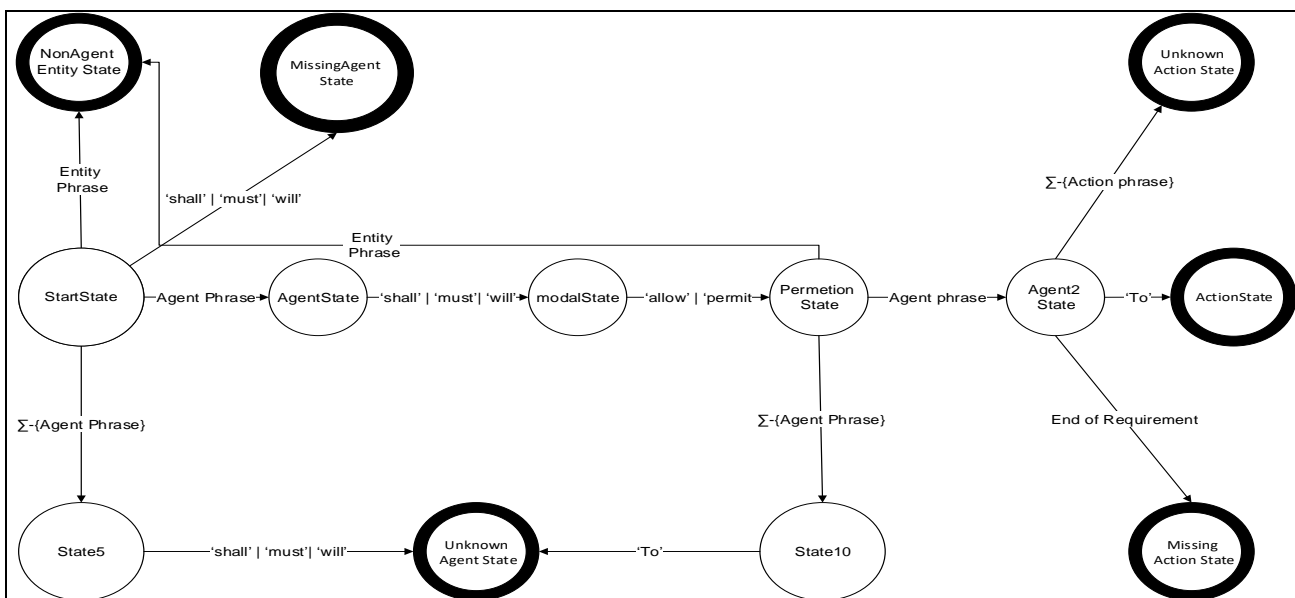 NonAgent
Entity State
MissingAgent
State
Unknown
Action State
Entity
Phrase
‘shall’ | ‘must’| ‘will’
∑-{Action phrase}
Entity
Phrase
StartState
Agent Phrase
AgentState
‘shall’ | ‘must’| ‘will’
modalState
‘allow’ | ‘permit
Permetion
State
Agent phrase
Agent2
State
‘To’
ActionState
∑-{Agent Phrase}
∑-{Agent Phrase}
End of Requirement
State5
‘shall’ | ‘must’| ‘will’
Unknown
Agent State
‘To’
State10
Missing
Action State